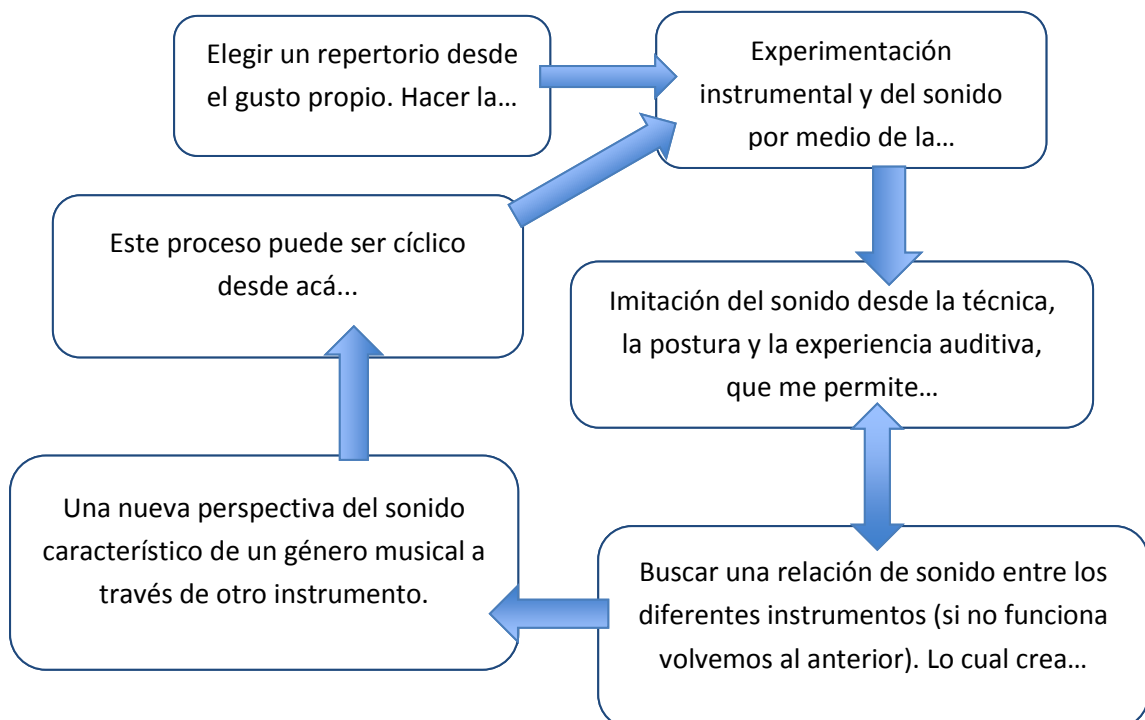 Elegir un repertorio desde
el gusto propio. Hacer la…
Experimentación
instrumental y del sonido
por medio de la…
Imitación del sonido desde la técnica,
la postura y la experiencia auditiva,
que me permite…
Buscar una relación de sonido entre los
diferentes instrumentos (si no funciona
volvemos al anterior). Lo cual crea…
Una nueva perspectiva del sonido
característico de un género musical a
través de otro instrumento.
Este proceso puede ser cíclico
desde acá...